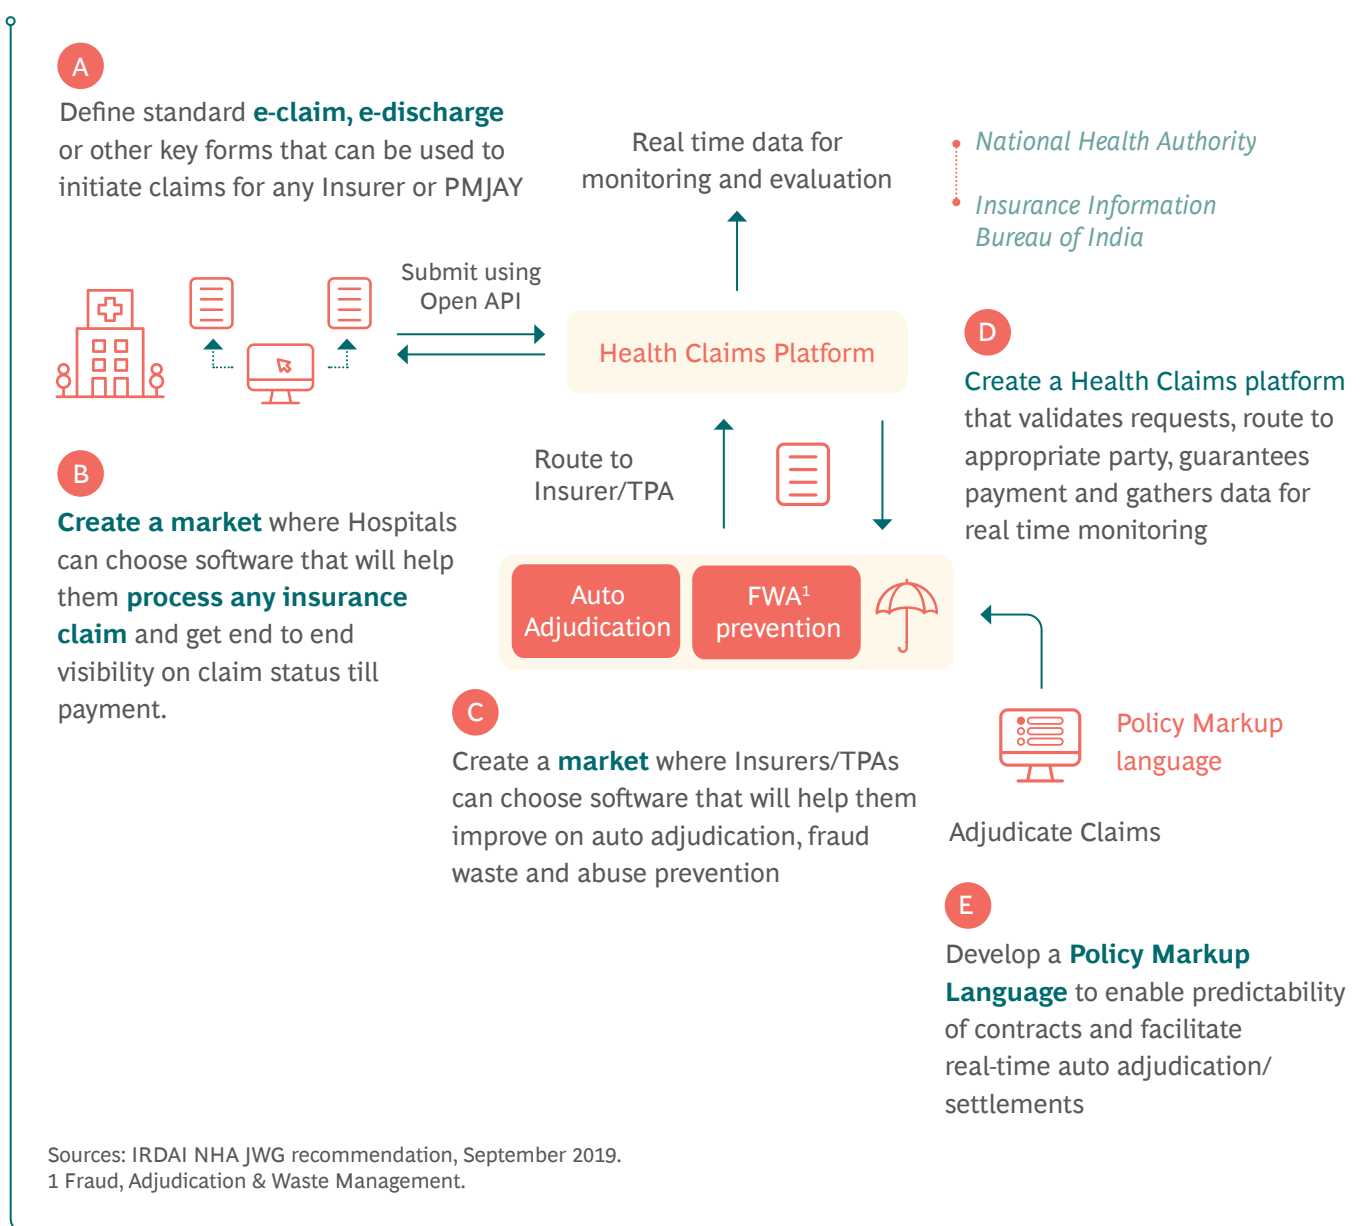 A
Define standard e-claim, e-discharge
or other key forms that can be used to
initiate claims for any Insurer or PMJAY
Real time data for
monitoring and evaluation
National Health Authority
Insurance Information
Bureau of India
Submit using
Open API
Health Claims Platform
D
Create a Health Claims platform
that validates requests, route to
appropriate party, guarantees
payment and gathers data for
real time monitoring
B
Create a market where Hospitals
can choose software that will help
them process any insurance
claim and get end to end
visibility on claim status till
payment.
Route to
Insurer/TPA
Auto
Adjudication
FWA¹
prevention
C
Create a market where Insurers/TPAs
can choose software that will help them
improve on auto adjudication, fraud
waste and abuse prevention
Policy Markup
language
Adjudicate Claims
E
Develop a Policy Markup
Language to enable predictability
of contracts and facilitate
real-time auto adjudication/
settlements
Sources: IRDAI NHA JWG recommendation, September 2019.
1 Fraud, Adjudication & Waste Management.